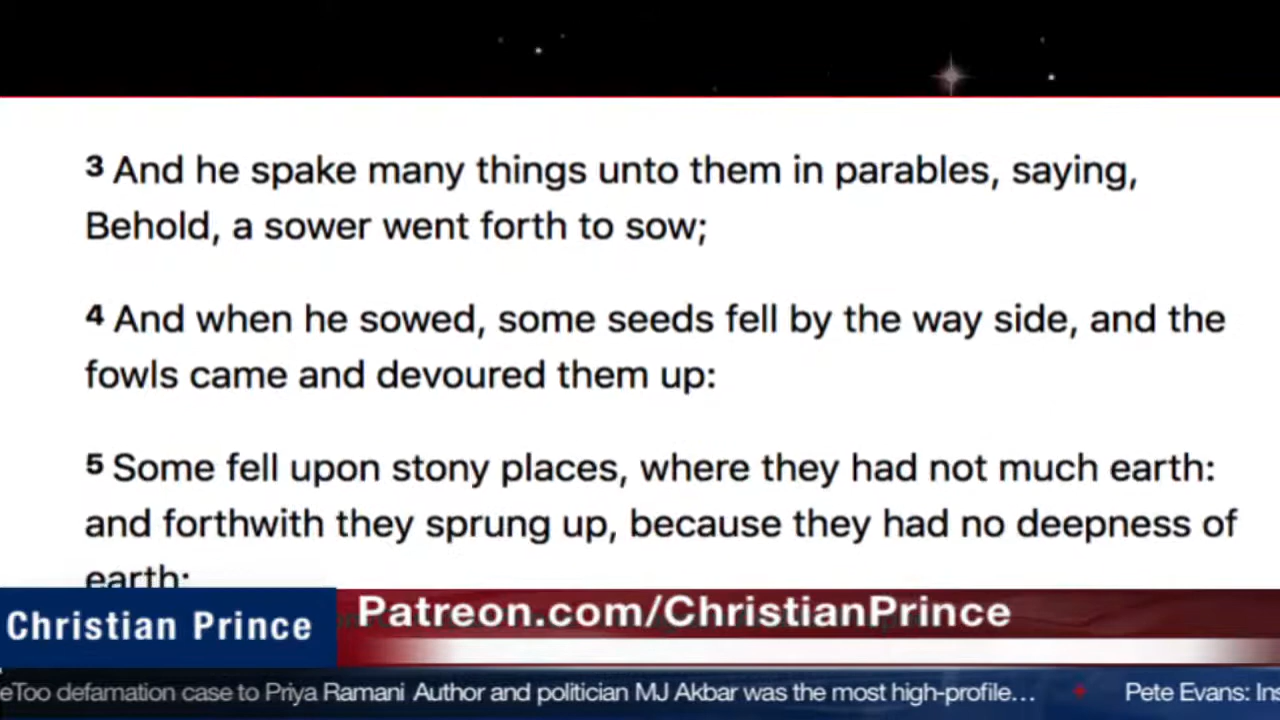 3 And he spake many things unto them in parables, saying,
Behold, a sower went forth to sow;
4 And when he sowed, some seeds fell by the way side, and the
fowls came and devoured them up:
5 Some fell upon stony places, where they had not much earth:
and forthwith they sprung up, because they had no deepness of
earth:
Christian Prince
Patreon.com/ChristianPrince
eToo defamation case to Priya Ramani Author and politician MJ Akbar was the most high-profile... Pete Evans: Ins